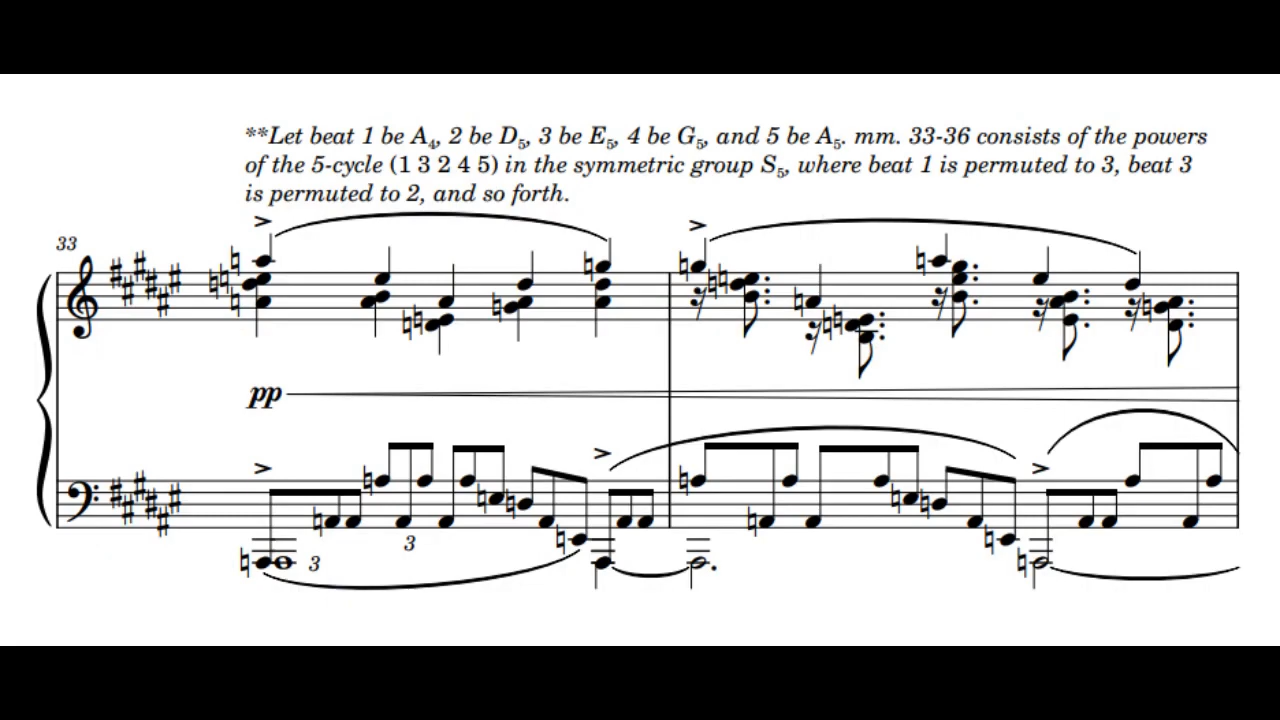 **Let beat 1 be A4, 2 be D5, 3 be E5, 4 be G5, and 5 be A5. mm. 33-36 consists of the powers
of the 5-cycle (1 3 2 4 5) in the symmetric group S5, where beat 1 is permuted to 3, beat 3
is permuted to 2, and so forth.
33
pp
3
3